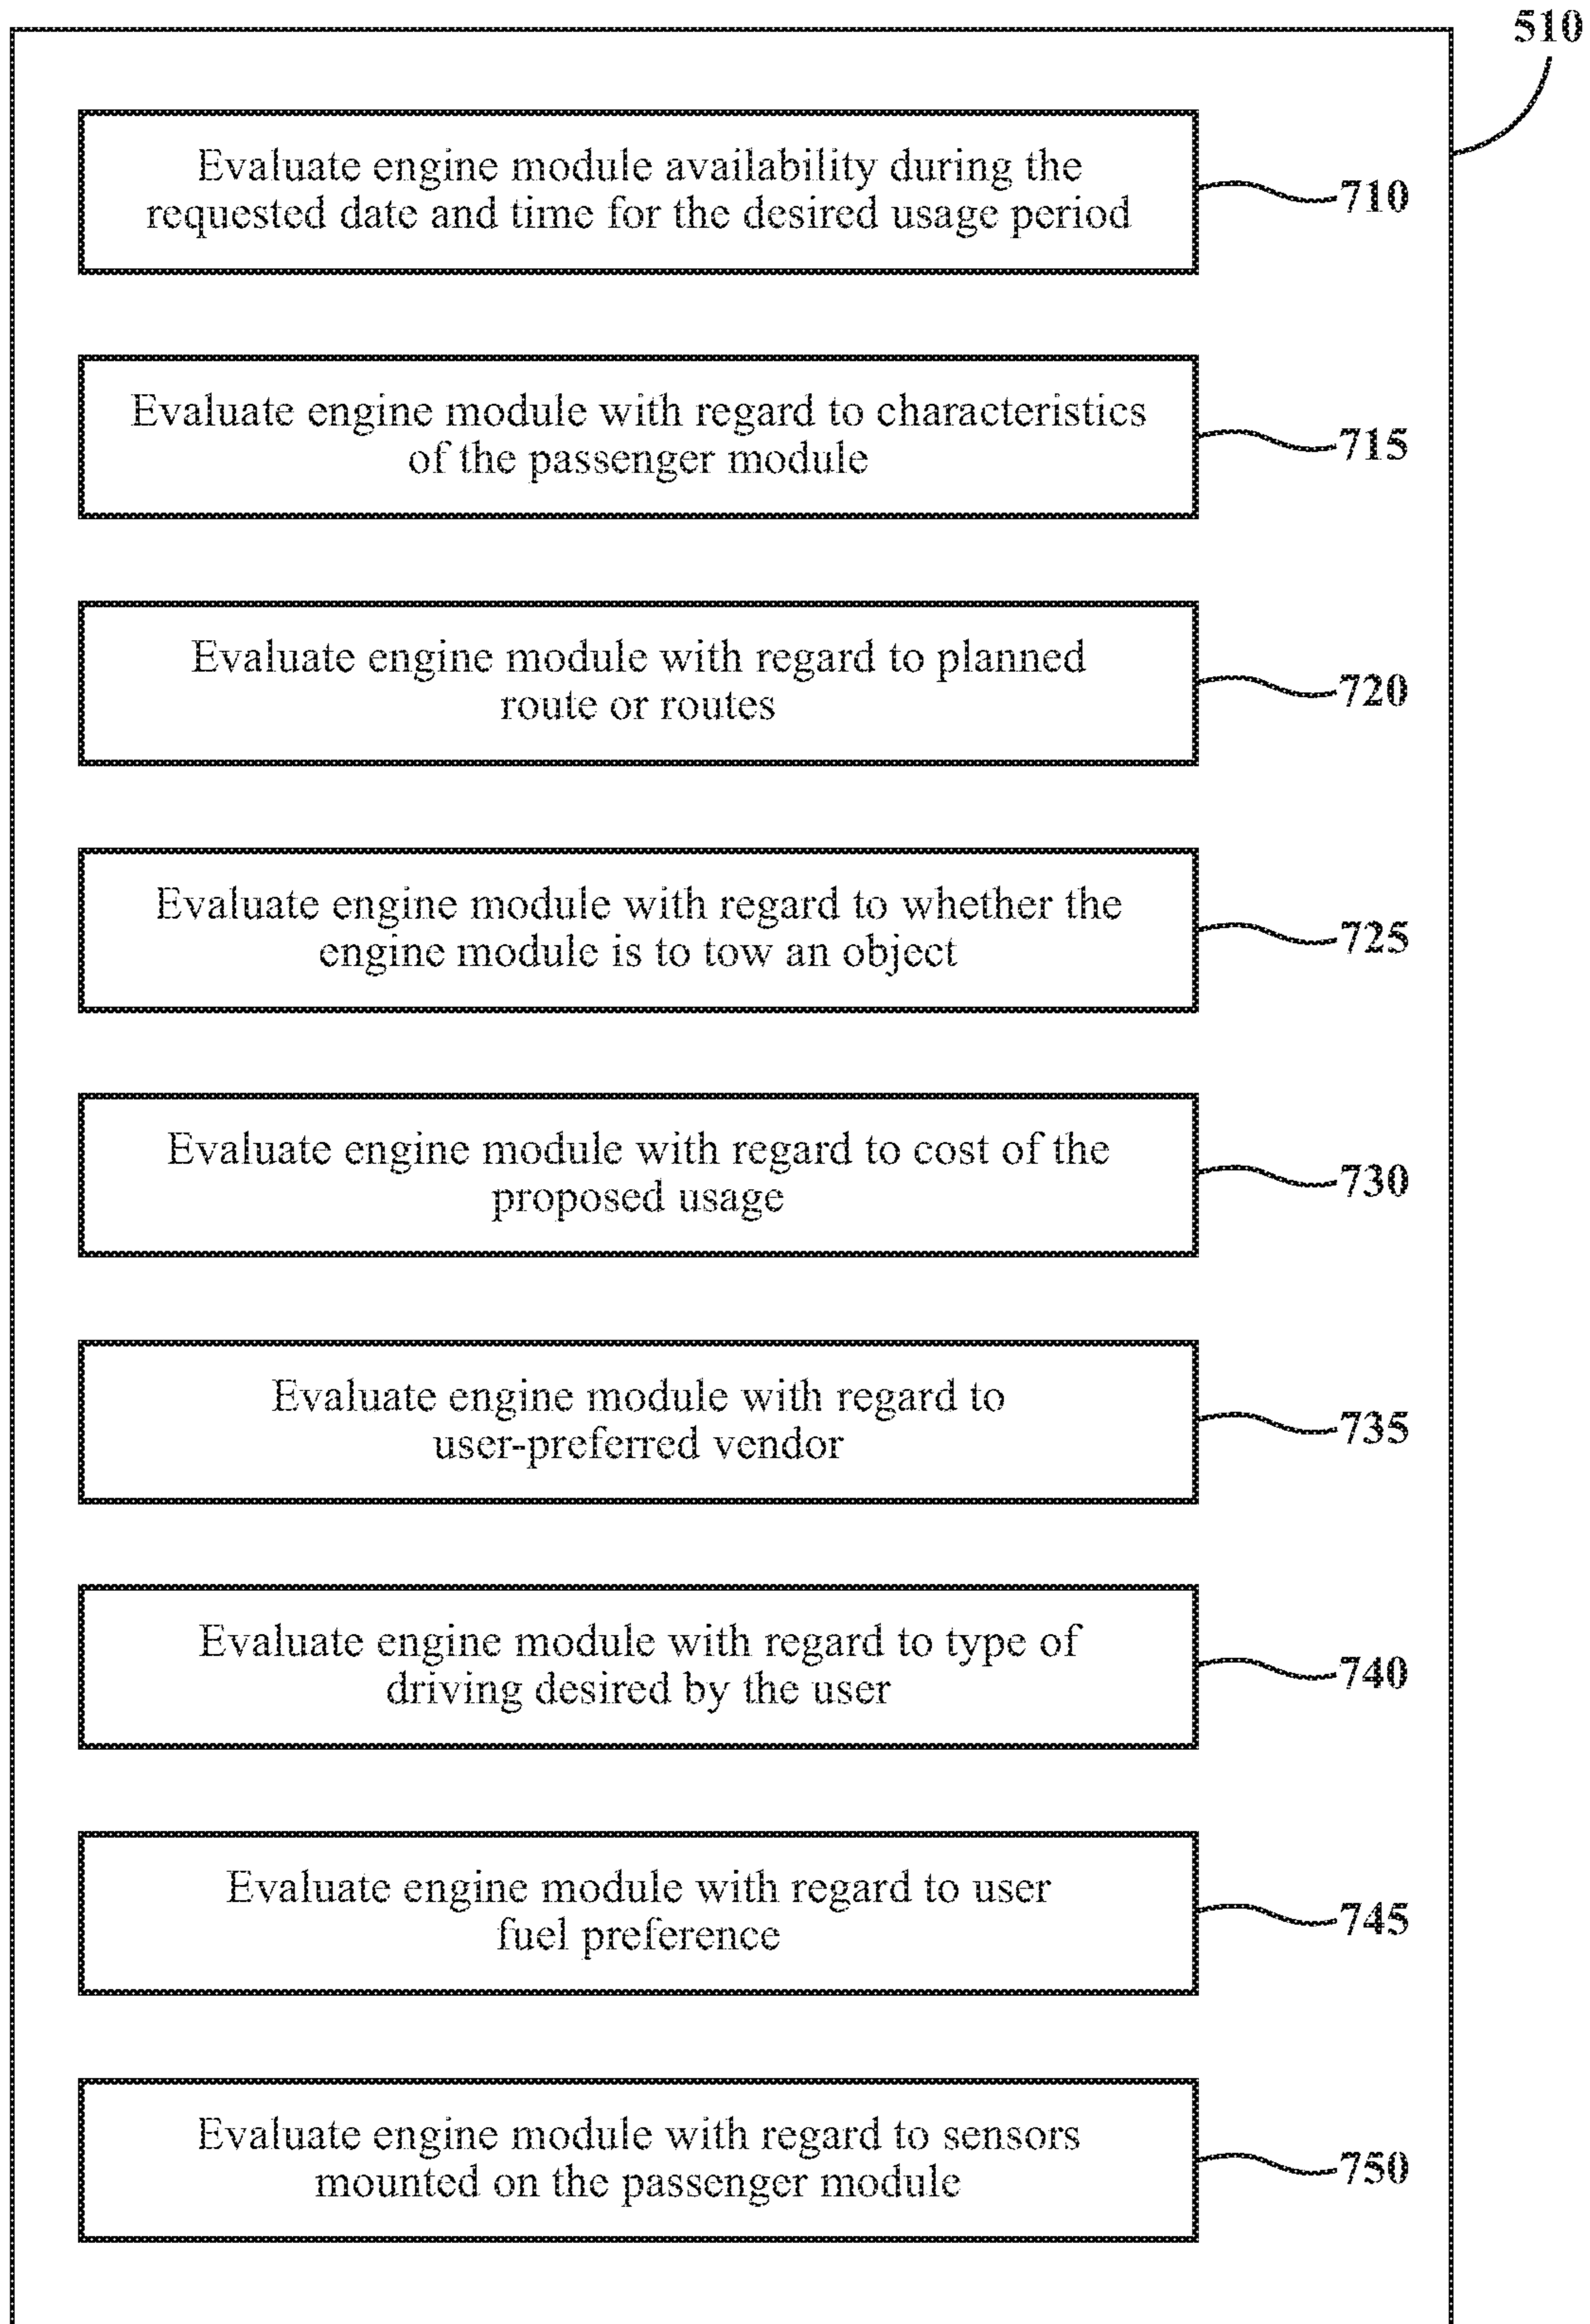 510
Evaluate engine module availability during the
requested date and time for the desired usage period
710
Evaluate engine module with regard to characteristics
of the passenger module
715
Evaluate engine module with regard to planned
route or routes
720
Evaluate engine module with regard to whether the
engine module is to tow an object
725
Evaluate engine module with regard to cost of the
proposed usage
730
Evaluate engine module with regard to
user-preferred vendor
735
Evaluate engine module with regard to type of
driving desired by the user
740
Evaluate engine module with regard to user
fuel preference
745
Evaluate engine module with regard to sensors
mounted on the passenger module
750